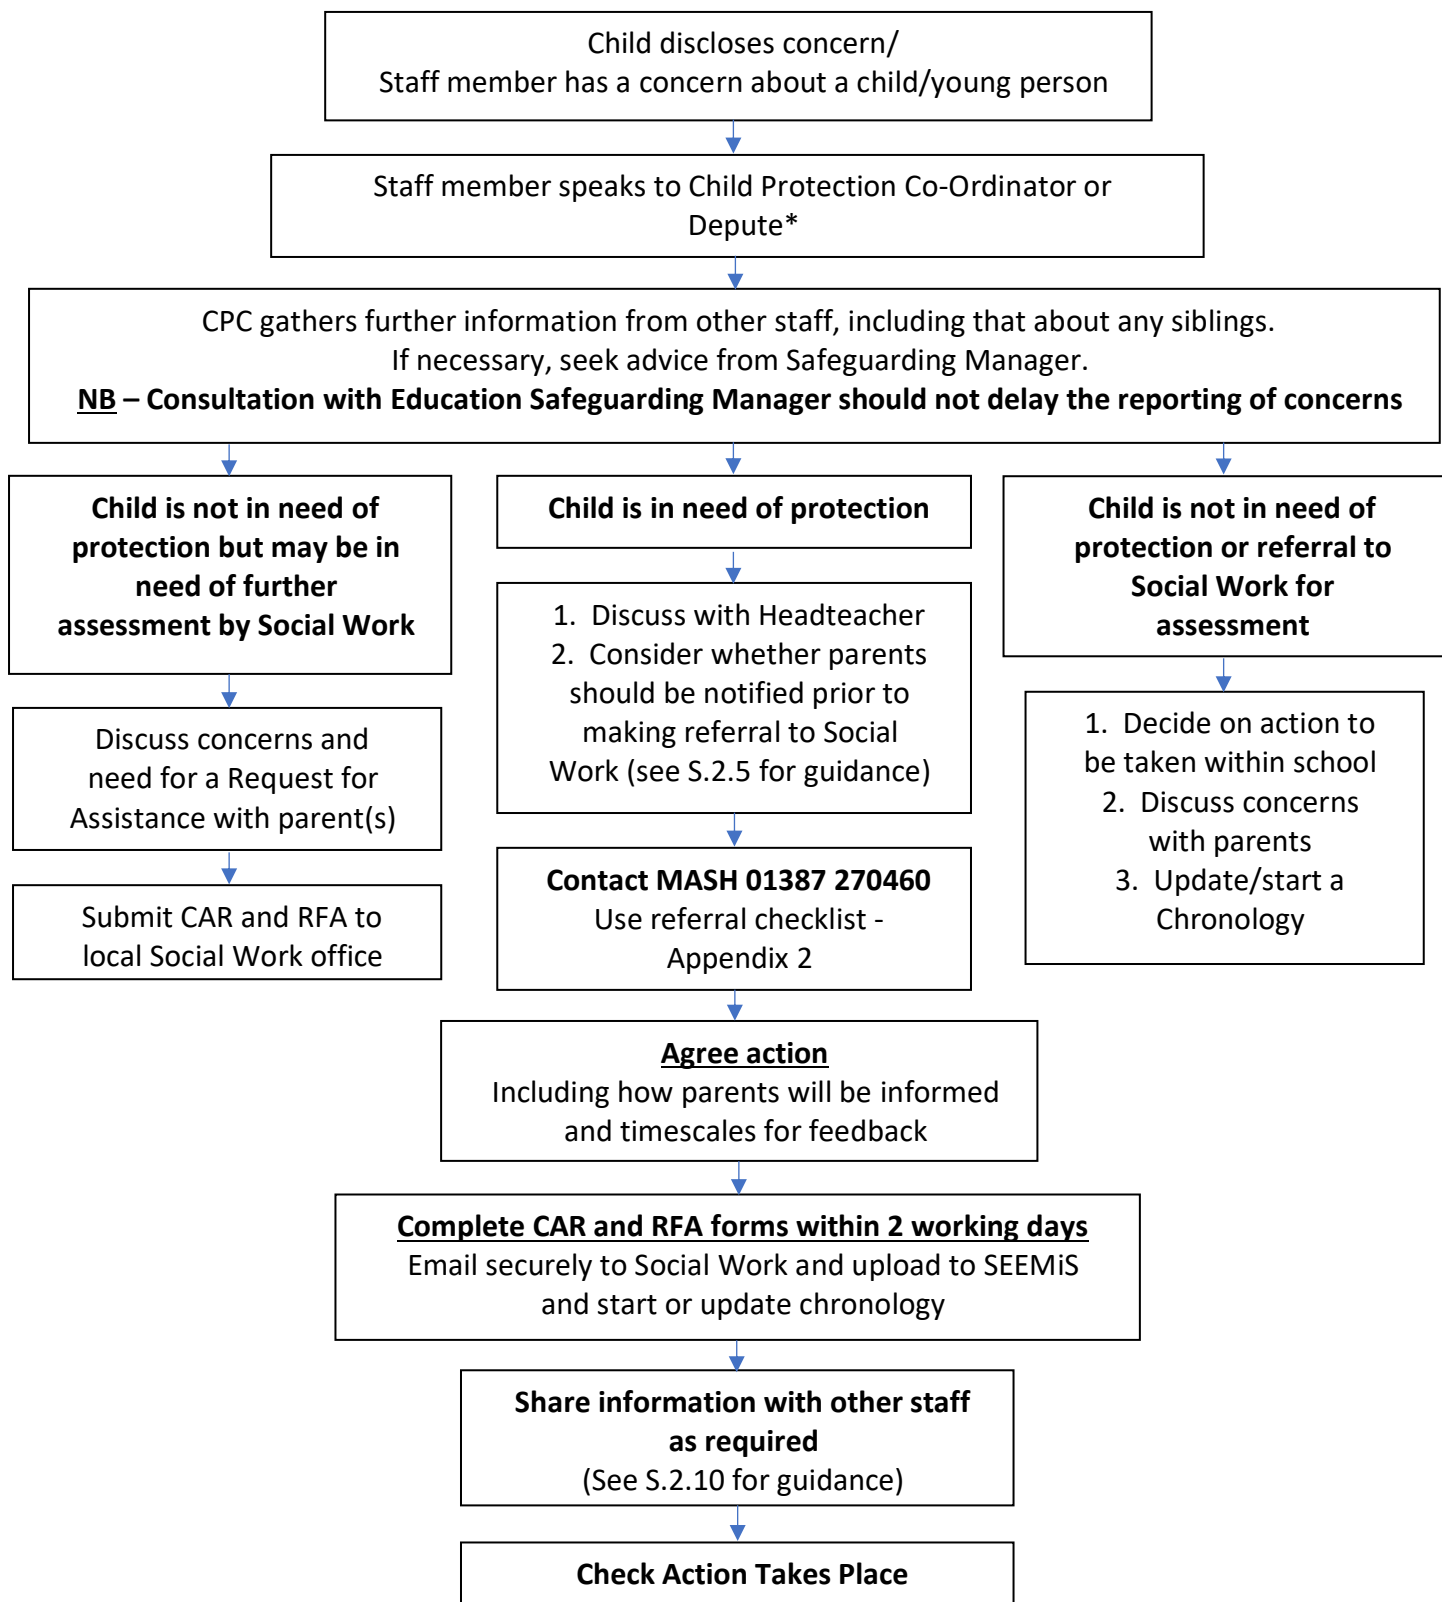 Child discloses concern/
Staff member has a concern about a child/young person
Staff member speaks to Child Protection Co-Ordinator or
Depute*
CPC gathers further information from other staff, including that about any siblings.
If necessary, seek advice from Safeguarding Manager.
NB – Consultation with Education Safeguarding Manager should not delay the reporting of concerns
Child is not in need of
protection but may be in
need of further
assessment by Social Work
Discuss concerns and
need for a Request for
Assistance with parent(s)
Submit CAR and RFA to
local Social Work office
Child is in need of protection
1. Discuss with Headteacher
2. Consider whether parents
should be notified prior to
making referral to Social
Work (see S.2.5 for guidance)
Contact MASH 01387 270460
Use referral checklist -
Appendix 2
Child is not in need of
protection or referral to
Social Work for
assessment
1. Decide on action to
be taken within school
2. Discuss concerns
with parents
3. Update/start a
Chronology
Agree action
Including how parents will be informed
and timescales for feedback
Complete CAR and RFA forms within 2 working days
Email securely to Social Work and upload to SEEMiS
and start or update chronology
Share information with other staff
as required
(See S.2.10 for guidance)
Check Action Takes Place